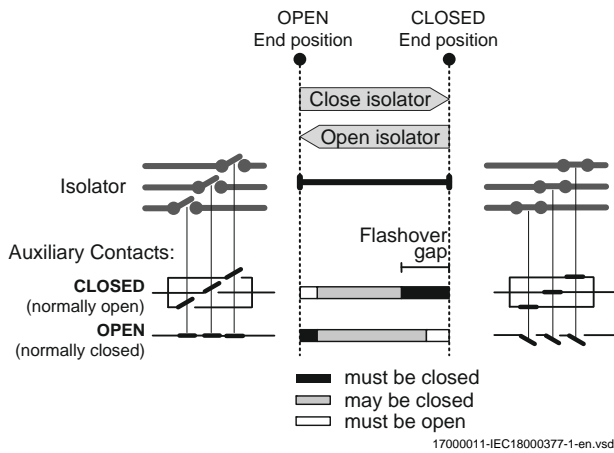 OPEN
End position
CLOSED
End position
Close isolator
Open isolator
Isolator
Flashover
gap
Auxiliary Contacts:
CLOSED
(normally open)
OPEN
(normally closed)
must be closed
may be closed
must be open
17000011-IEC18000377-1-en.vsd